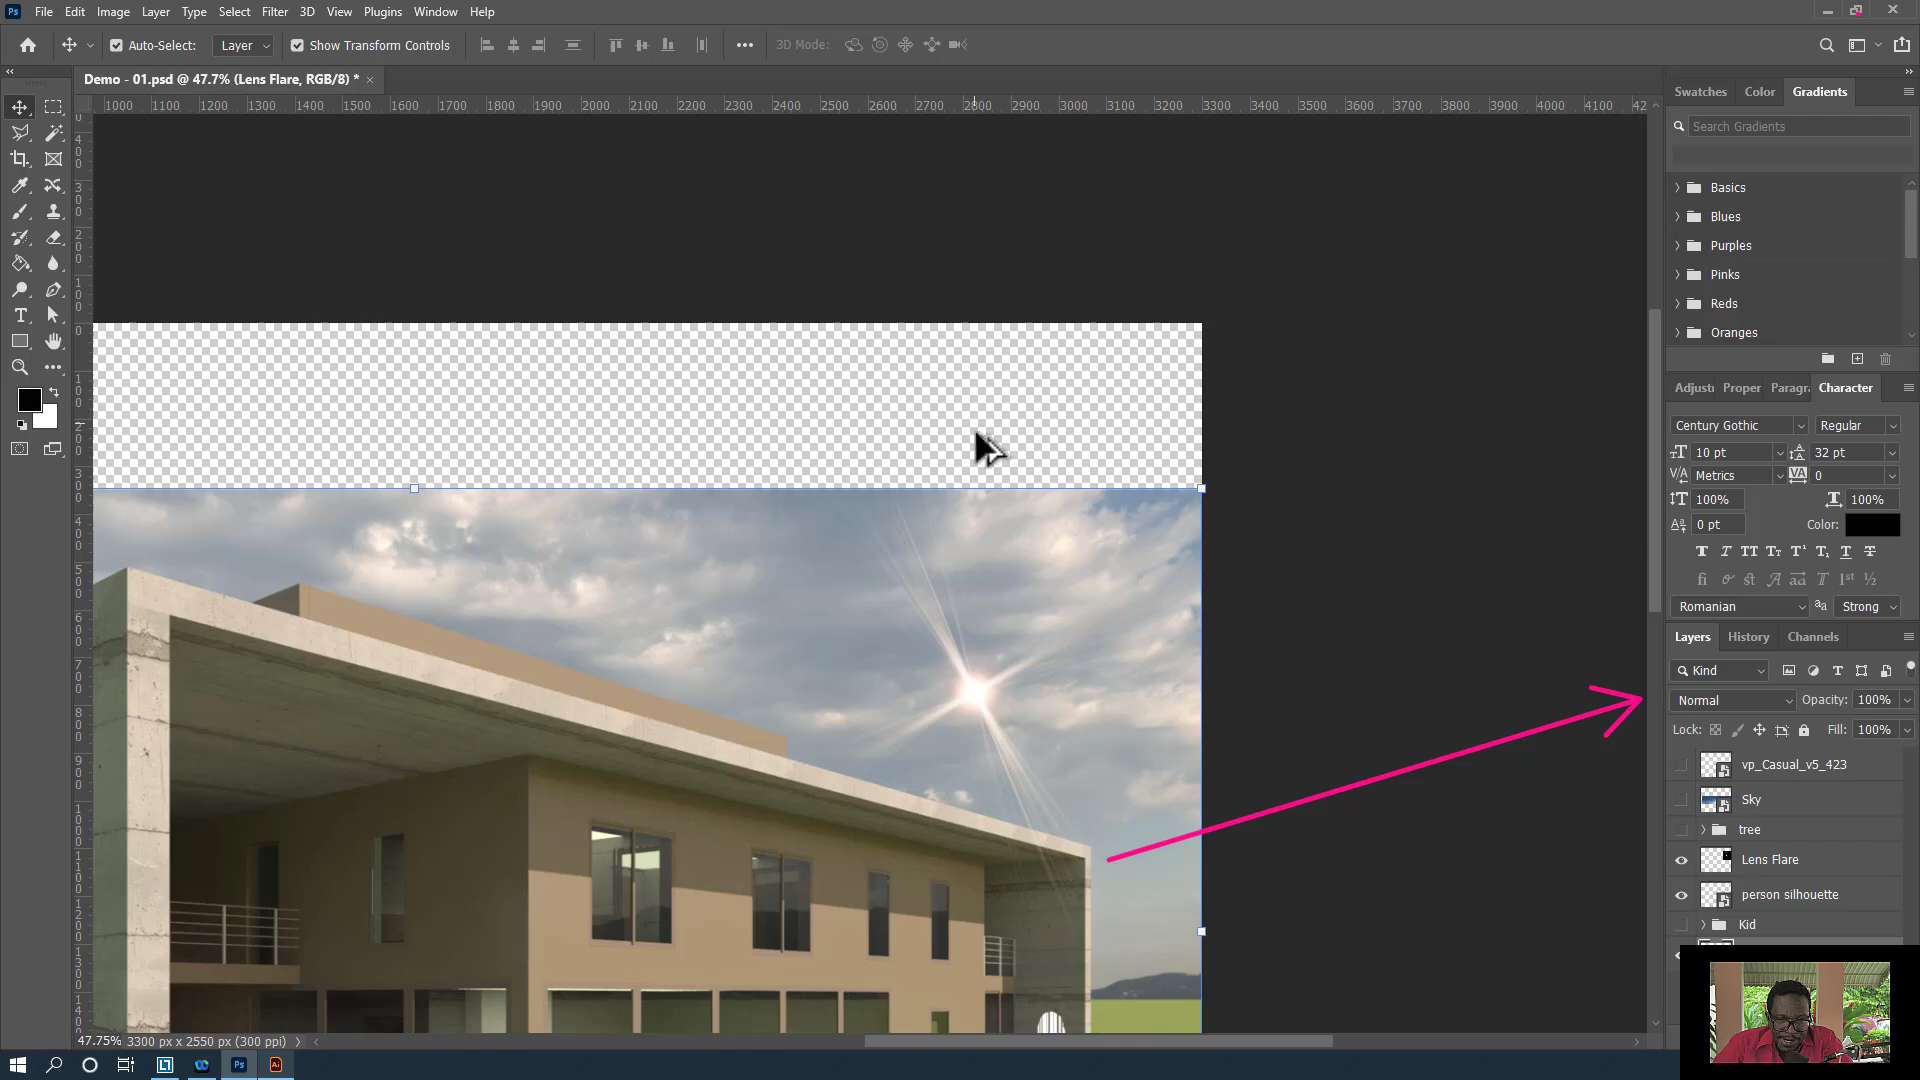 Ps File Edit Image Layer Type Select Filter 3D View Plugins Window Help
Auto-Select: Layer Show Transform Controls 3D Mode:
Demo - 01.psd @ 47.7% (Lens Flare, RGB/8) *
1000 1100 1200 1300 1400 1500 1600 1700 1800 1900 2000 2100 2200 2300 2400 2500 2600 2700 2800 2900 3000 3100 3200 3300 3400 3500 3600 3700 3800 3900 4000 4100 42
Swatches Color Gradients
Search Gradients
Basics
Blues
Purples
Pinks
Reds
Oranges
Adjust Proper Paragra Character
Century Gothic Regular
10 pt 32 pt
Metrics 0
100% 100%
0 pt Color:
Romanian Strong
Layers History Channels
Kind
Normal Opacity: 100%
Lock: Fill: 100%
vp_Casual_v5_423
Sky
tree
Lens Flare
person silhouette
Kid
47.75% 3300 px x 2550 px (300 ppi)